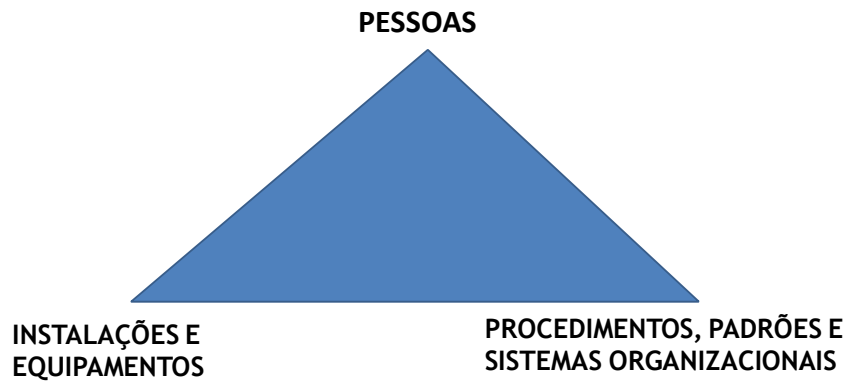 PESSOAS
INSTALAÇÕES E
EQUIPAMENTOS
PROCEDIMENTOS, PADRÕES E
SISTEMAS ORGANIZACIONAIS